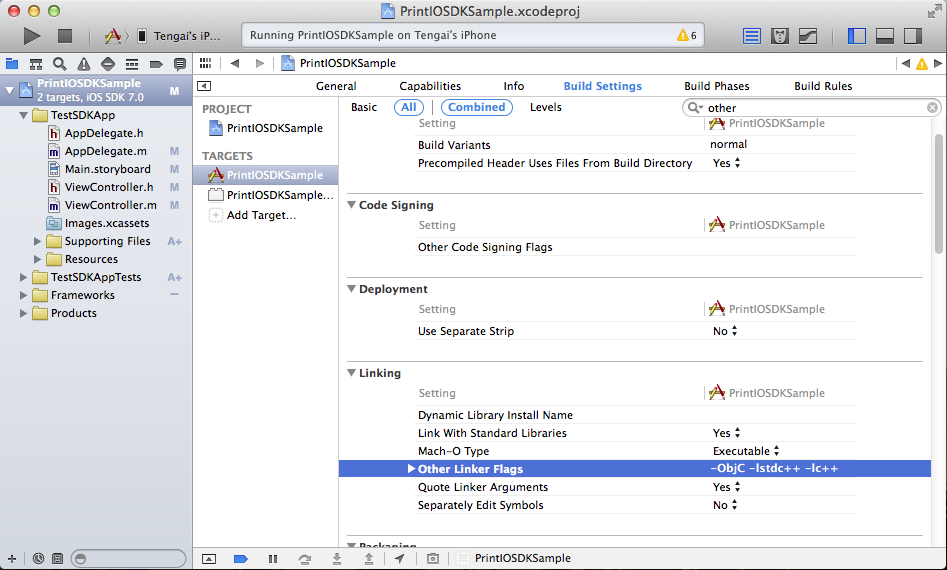 PrintIOSDKSample.xcodeproj
Tengai's iP...
Running PrintIOSDKSample on Tengai's iPhone
6
PrintIOSDKSample
PrintIOSDKSample
2 targets, iOS SDK 7.0
M
TestSDKApp
AppDelegate.h
AppDelegate.m
M
Main.storyboard
M
ViewController.h
M
ViewController.m
M
Images.xcassets
Supporting Files
A+
Resources
TestSDKAppTests
A+
Frameworks
Products
PROJECT
PrintIOSDKSample
TARGETS
PrintIOSDKSample
PrintIOSDKSample...
Add Target...
General Capabilities Info Build Settings Build Phases Build Rules
Basic All Combined Levels
other
Setting PrintIOSDKSample
Build Variants normal
Precompiled Header Uses Files From Build Directory Yes
Code Signing
Setting PrintIOSDKSample
Other Code Signing Flags
Deployment
Setting PrintIOSDKSample
Use Separate Strip No
Linking
Setting PrintIOSDKSample
Dynamic Library Install Name
Link With Standard Libraries Yes
Mach-O Type Executable
Other Linker Flags -ObjC -lstdc++ -lc++
Quote Linker Arguments Yes
Separately Edit Symbols No
Packaging
PrintIOSDKSample